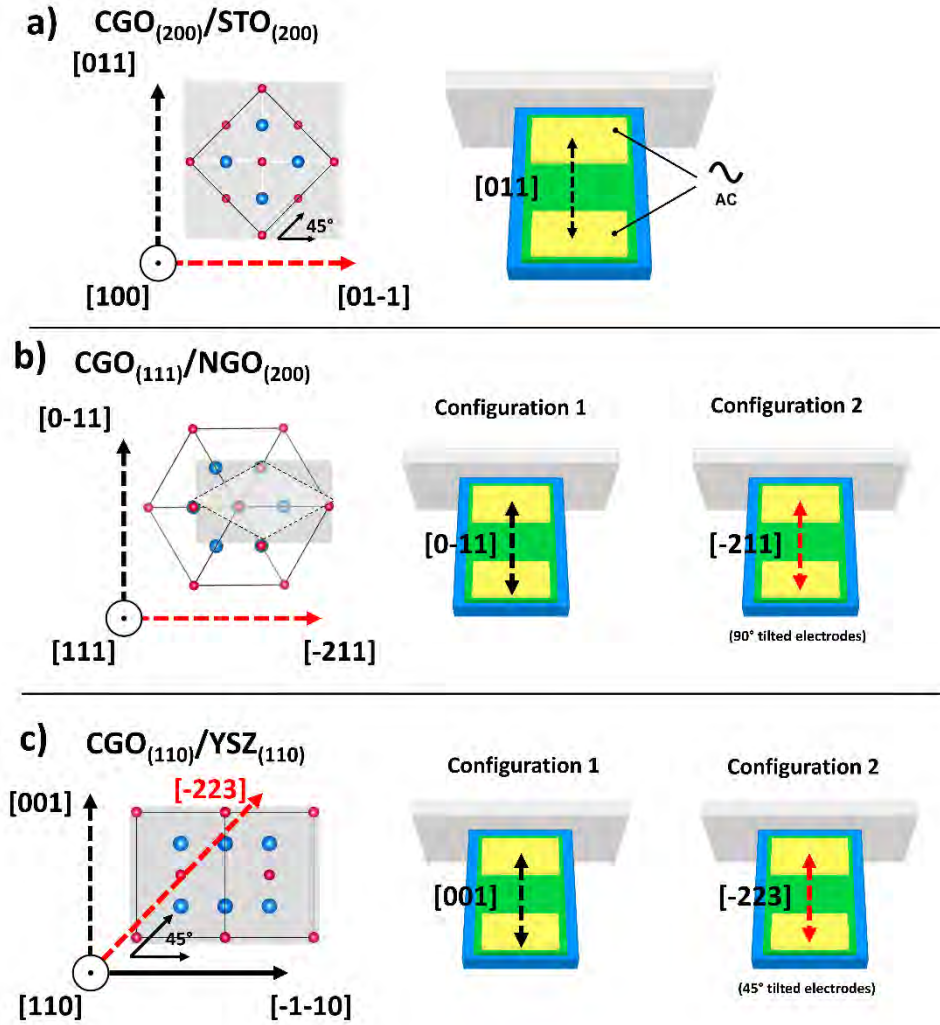 a) CGO(200)/STO(200)
[011]
45°
[100]
[01-1]
[011]
AC
b) CGO(111)/NGO(200)
[0-11]
[111]
[-211]
Configuration 1
[0-11]
Configuration 2
[-211]
(90° tilted electrodes)
c) CGO(110)/YSZ(110)
[001]
[-223]
45°
[110]
[-1-10]
Configuration 1
[001]
Configuration 2
[-223]
(45° tilted electrodes)